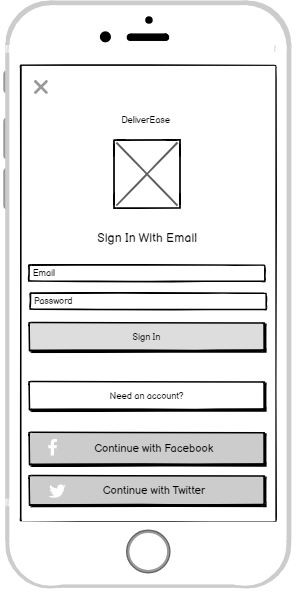 DeliverEase
Sign In With Email
Email
Password
Sign In
Need an account?
Continue with Facebook
Continue with Twitter